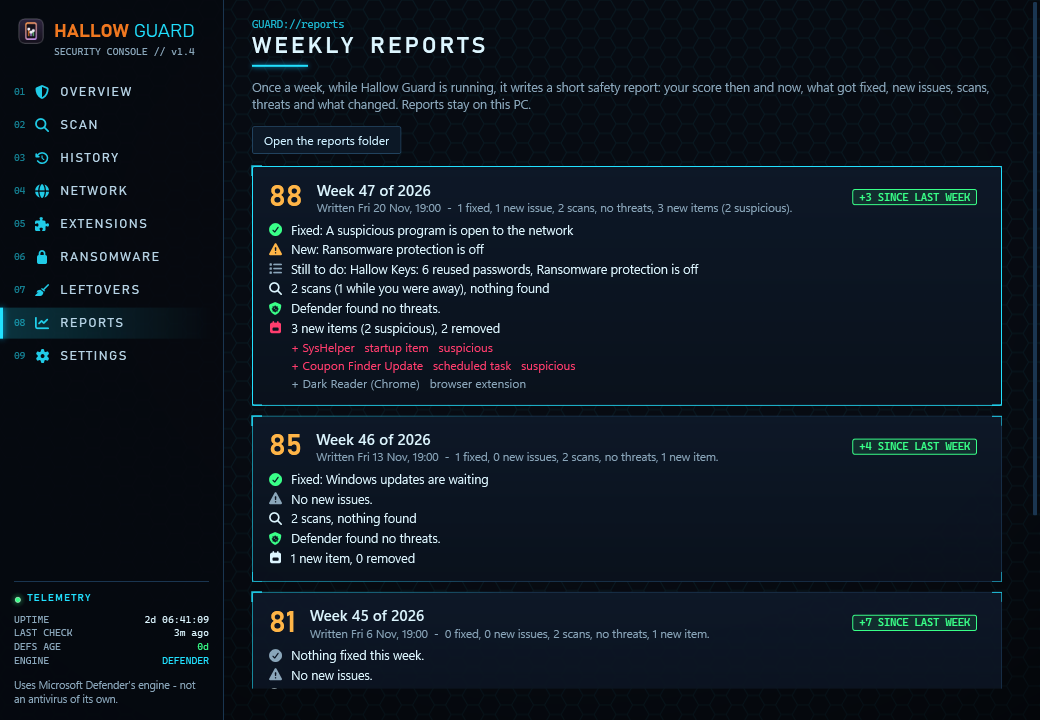 HALLOW GUARD
SECURITY CONSOLE // v1.4
01 OVERVIEW
02 SCAN
03 HISTORY
04 NETWORK
05 EXTENSIONS
06 RANSOMWARE
07 LEFTOVERS
08 REPORTS
09 SETTINGS
TELEMETRY
UPTIME 2d 06:41:09
LAST CHECK 3m ago
DEFS AGE 0d
ENGINE DEFENDER
Uses Microsoft Defender's engine - not
an antivirus of its own.
GUARD://reports
WEEKLY REPORTS
Once a week, while Hallow Guard is running, it writes a short safety report: your score then and now, what got fixed, new issues, scans,
threats and what changed. Reports stay on this PC.
Open the reports folder
88 Week 47 of 2026 +3 SINCE LAST WEEK
Written Fri 20 Nov, 19:00 - 1 fixed, 1 new issue, 2 scans, no threats, 3 new items (2 suspicious).
Fixed: A suspicious program is open to the network
New: Ransomware protection is off
Still to do: Hallow Keys: 6 reused passwords, Ransomware protection is off
2 scans (1 while you were away), nothing found
Defender found no threats.
3 new items (2 suspicious), 2 removed
+ SysHelper startup item suspicious
+ Coupon Finder Update scheduled task suspicious
+ Dark Reader (Chrome) browser extension
85 Week 46 of 2026 +4 SINCE LAST WEEK
Written Fri 13 Nov, 19:00 - 1 fixed, 0 new issues, 2 scans, no threats, 1 new item.
Fixed: Windows updates are waiting
No new issues.
2 scans, nothing found
Defender found no threats.
1 new item, 0 removed
81 Week 45 of 2026 +7 SINCE LAST WEEK
Written Fri 6 Nov, 19:00 - 0 fixed, 0 new issues, 2 scans, no threats, 1 new item.
Nothing fixed this week.
No new issues.